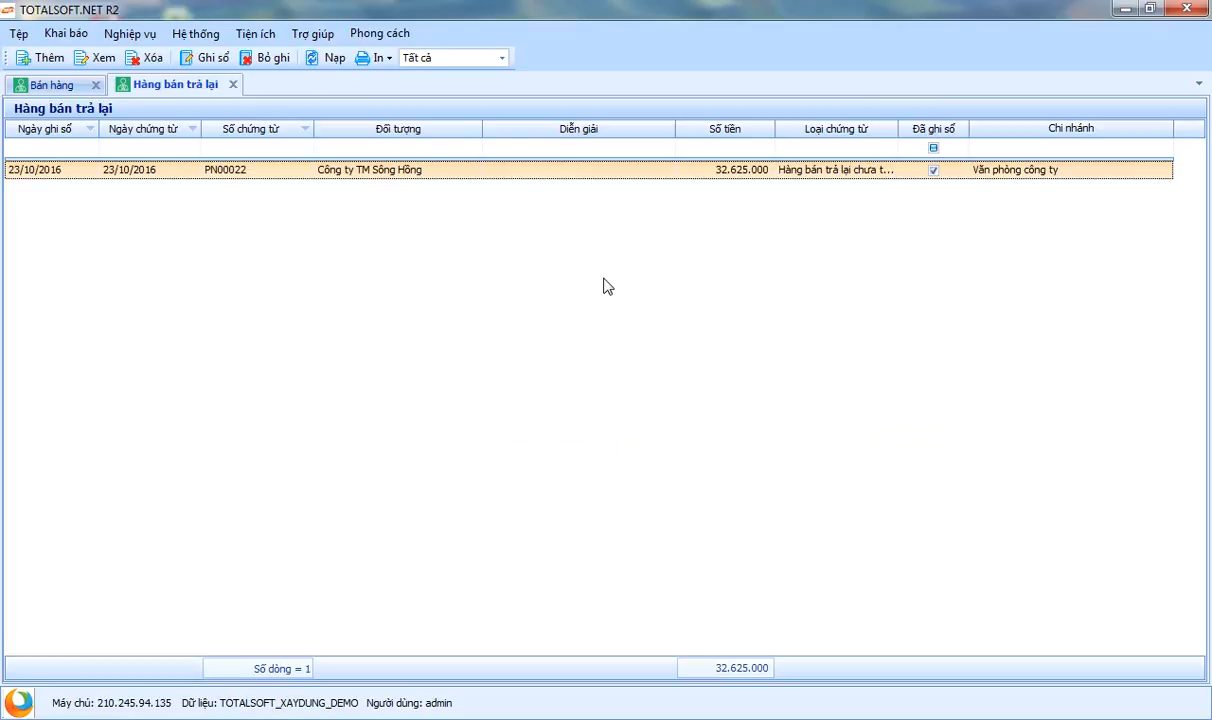 TOTALSOFT.NET R2
Tệp Khai báo Nghiệp vụ Hệ thống Tiện ích Trợ giúp Phong cách
Thêm Xem Xóa Ghi sổ Bỏ ghi Nạp In Tất cả
Bán hàng Hàng bán trả lại
Hàng bán trả lại
Ngày ghi sổ Ngày chứng từ Số chứng từ Đối tượng Diễn giải Số tiền Loại chứng từ Đã ghi sổ Chi nhánh
23/10/2016 23/10/2016 PN00022 Công ty TM Sông Hồng 32.625.000 Hàng bán trả lại chưa t... Văn phòng công ty
Số dòng = 1 32.625.000
Máy chủ: 210.245.94.135 Dữ liệu: TOTALSOFT_XAYDUNG_DEMO Người dùng: admin